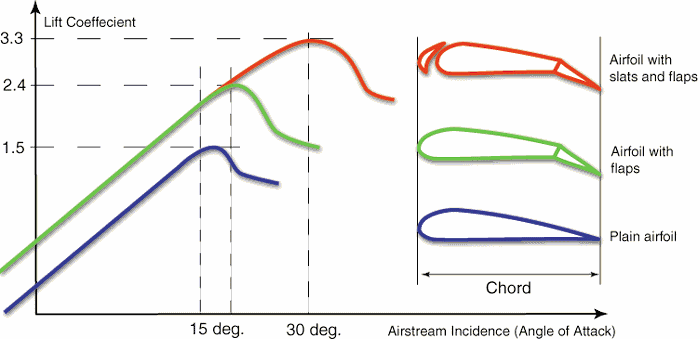 Lift Coeffecient
3.3
2.4
1.5
15 deg.
30 deg.
Airstream Incidence (Angle of Attack)
Airfoil with
slats and flaps
Airfoil with
flaps
Plain airfoil
Chord